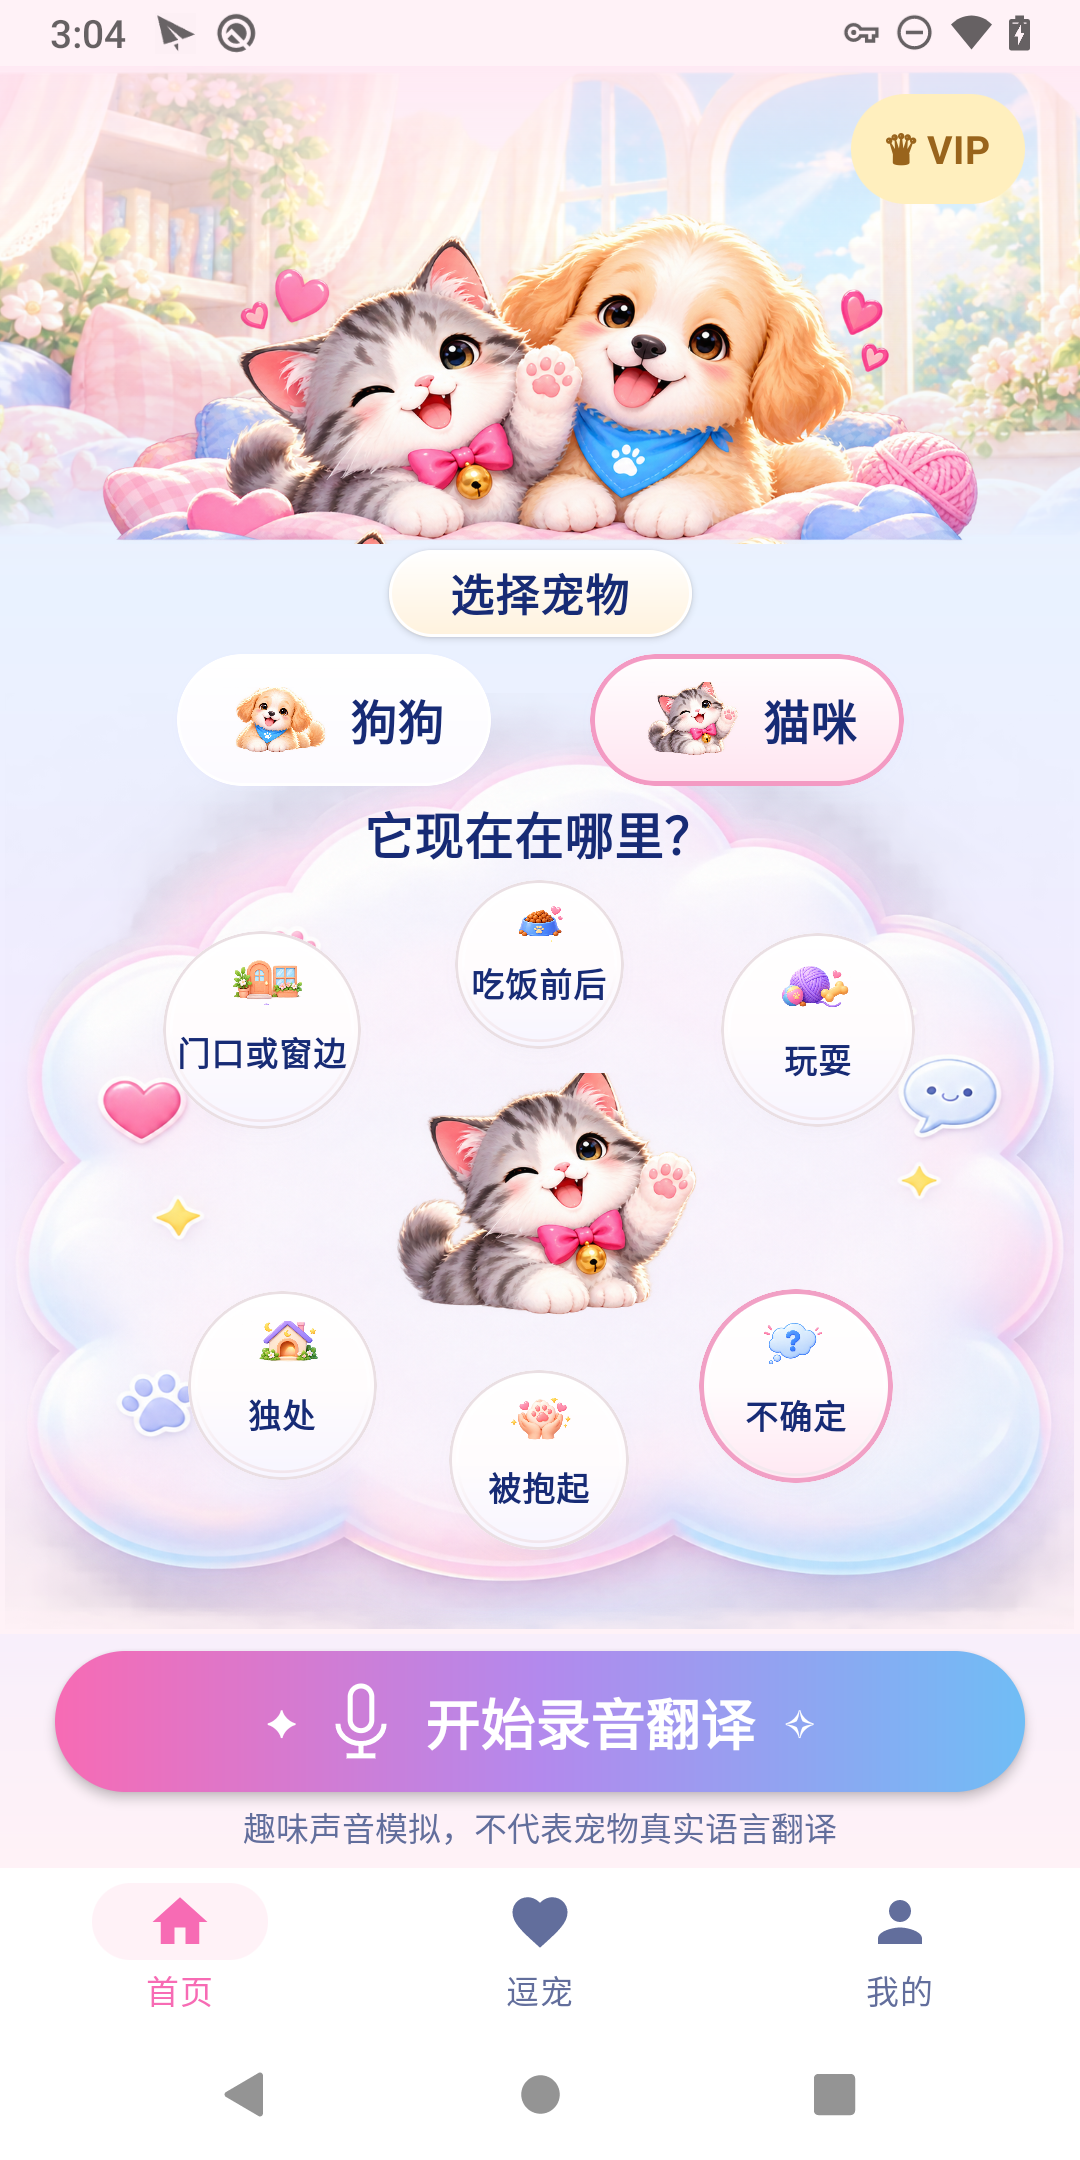 3:04
VIP
选择宠物
狗狗
猫咪
它现在在哪里?
吃饭前后
门口或窗边
玩耍
独处
不确定
被抱起
开始录音翻译
趣味声音模拟，不代表宠物真实语言翻译
首页
逗宠
我的